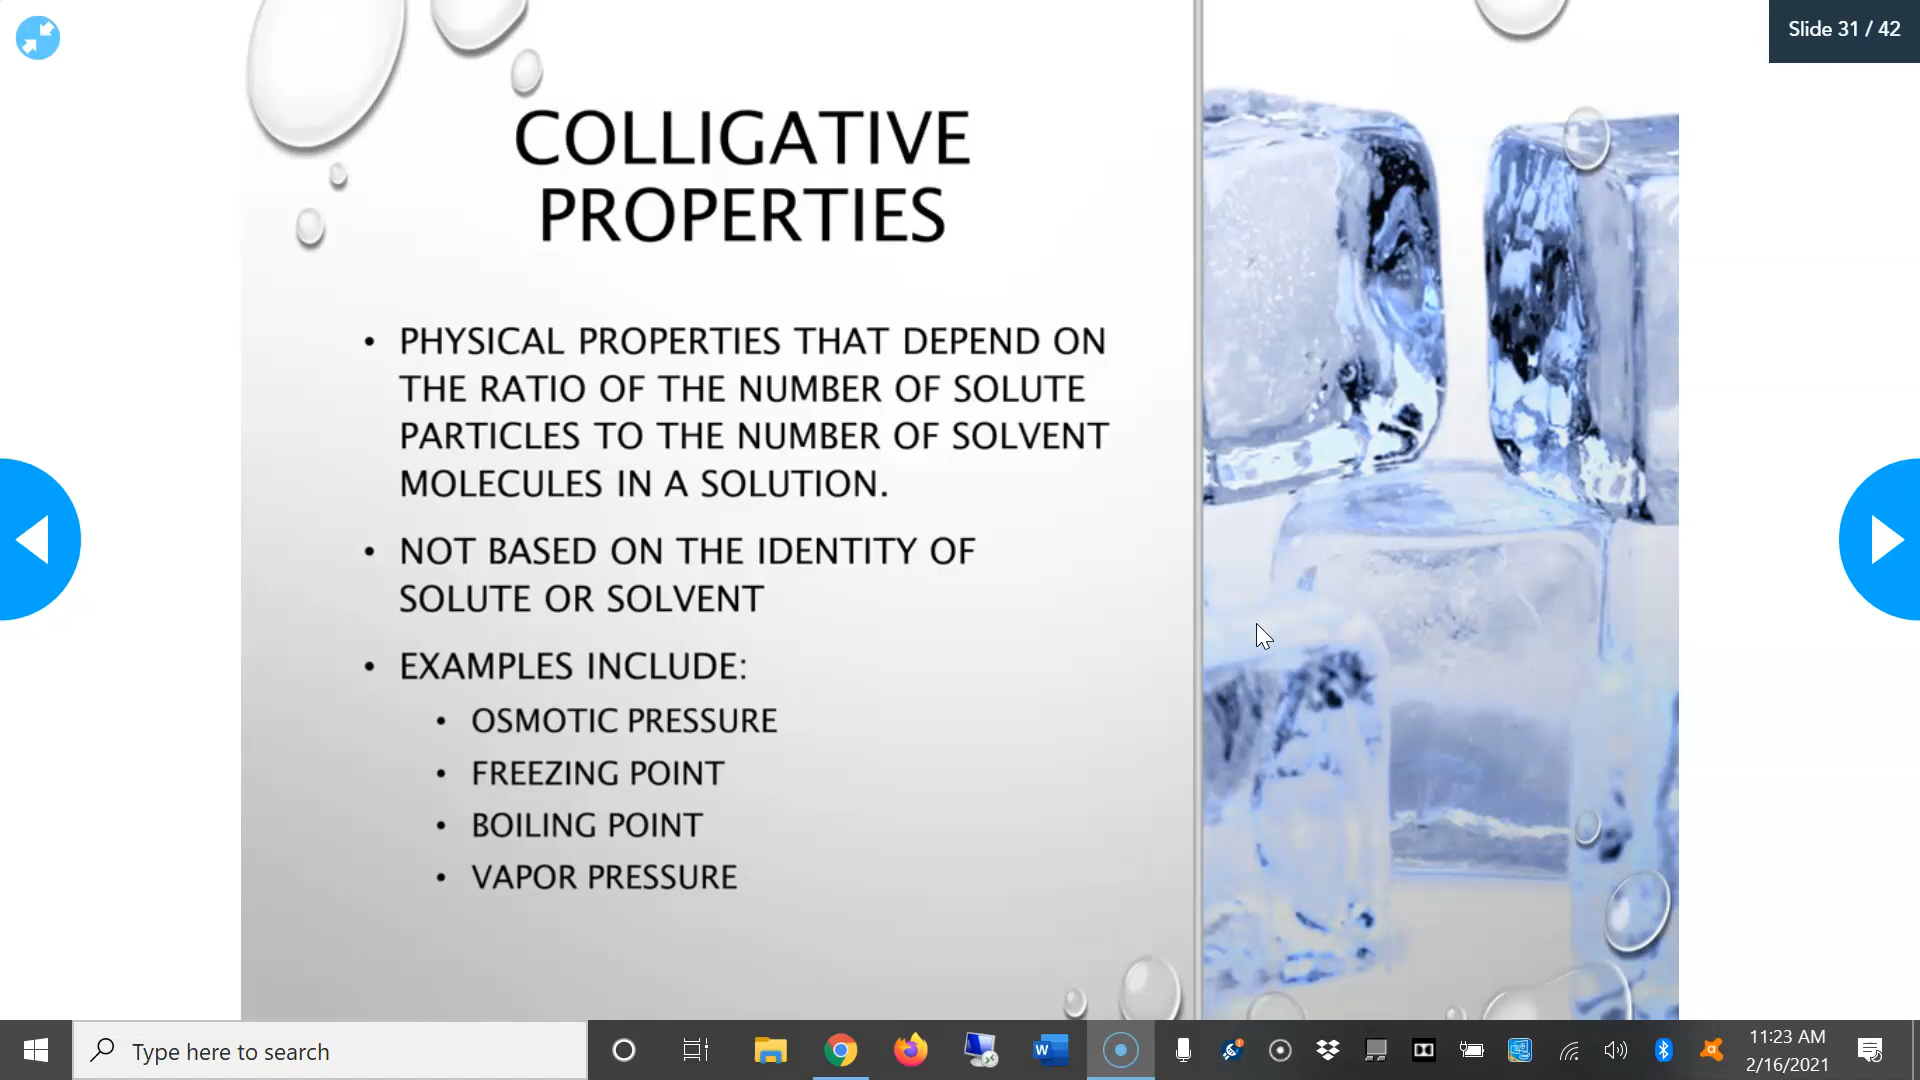 Slide 31 / 42
COLLIGATIVE
PROPERTIES
• PHYSICAL PROPERTIES THAT DEPEND ON
THE RATIO OF THE NUMBER OF SOLUTE
PARTICLES TO THE NUMBER OF SOLVENT
MOLECULES IN A SOLUTION.
• NOT BASED ON THE IDENTITY OF
SOLUTE OR SOLVENT
• EXAMPLES INCLUDE:
• OSMOTIC PRESSURE
• FREEZING POINT
• BOILING POINT
• VAPOR PRESSURE
Type here to search
W
11:23 AM
2/16/2021